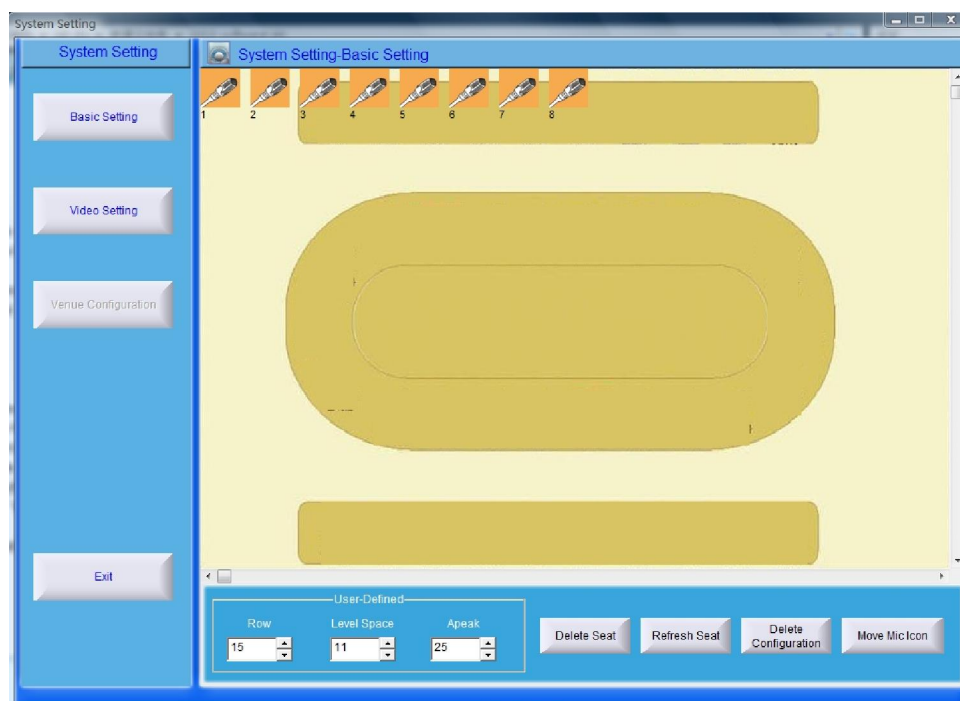 System Setting
System Setting
System Setting-Basic Setting
1 2 3 4 5 6 7 8
Basic Setting
Video Setting
Venue Configuration
Exit
User-Defined
Row Level Space Apeak
15 11 25
Delete Seat
Refresh Seat
Delete
Configuration
Move Mic Icon